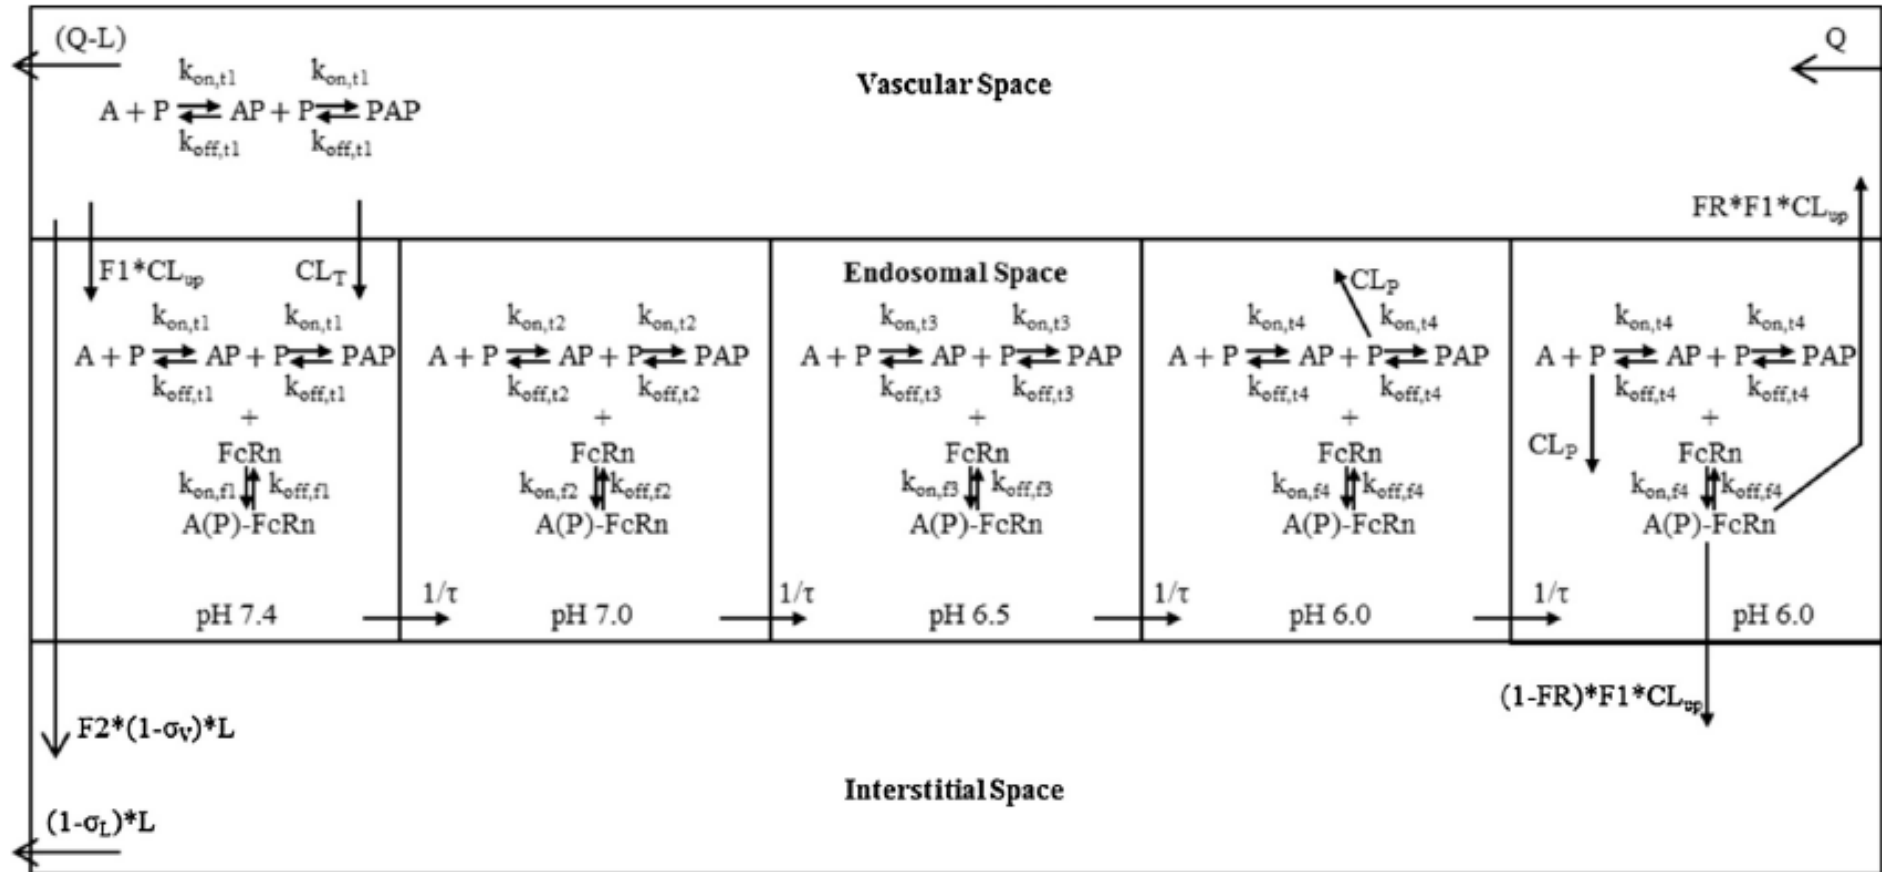 (Q-L)
Q
k_on,t1 k_on,t1
Vascular Space
A + P ⇌ AP + P ⇌ PAP
k_off,t1 k_off,t1
FR*F1*CL_up
F1*CL_up CL_T
Endosomal Space
CL_P
k_on,t1 k_on,t1 k_on,t2 k_on,t2 k_on,t3 k_on,t3 k_on,t4 k_on,t4 k_on,t4 k_on,t4
A + P ⇌ AP + P ⇌ PAP A + P ⇌ AP + P ⇌ PAP A + P ⇌ AP + P ⇌ PAP A + P ⇌ AP + P ⇌ PAP A + P ⇌ AP + P ⇌ PAP
k_off,t1 k_off,t1 k_off,t2 k_off,t2 k_off,t3 k_off,t3 k_off,t4 k_off,t4 k_off,t4 k_off,t4
+ + + + +
FcRn FcRn FcRn FcRn CL_P FcRn
k_on,f1 k_off,f1 k_on,f2 k_off,f2 k_on,f3 k_off,f3 k_on,f4 k_off,f4 k_on,f4 k_off,f4
A(P)-FcRn A(P)-FcRn A(P)-FcRn A(P)-FcRn A(P)-FcRn
1/τ 1/τ 1/τ 1/τ
pH 7.4 pH 7.0 pH 6.5 pH 6.0 pH 6.0
(1-FR)*F1*CL_up
F2*(1-σ_V)*L
Interstitial Space
(1-σ_L)*L